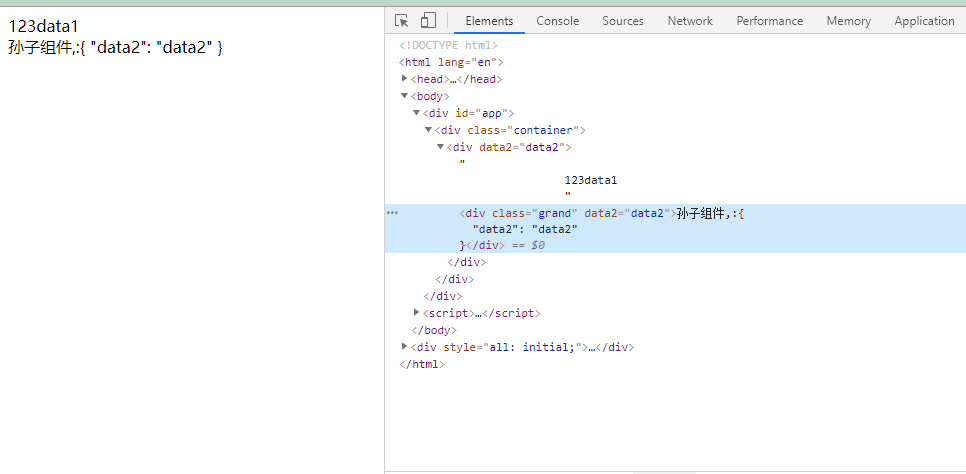 123data1
孙子组件,:{ "data2": "data2" }
Elements Console Sources Network Performance Memory Application
<!DOCTYPE html>
<html lang="en">
<head>…</head>
<body>
<div id="app">
<div class="container">
<div data2="data2">
"
123data1
"
<div class="grand" data2="data2">孙子组件,:{
"data2": "data2"
}</div> == $0
</div>
</div>
</div>
<script>…</script>
</body>
<div style="all: initial;">…</div>
</html>